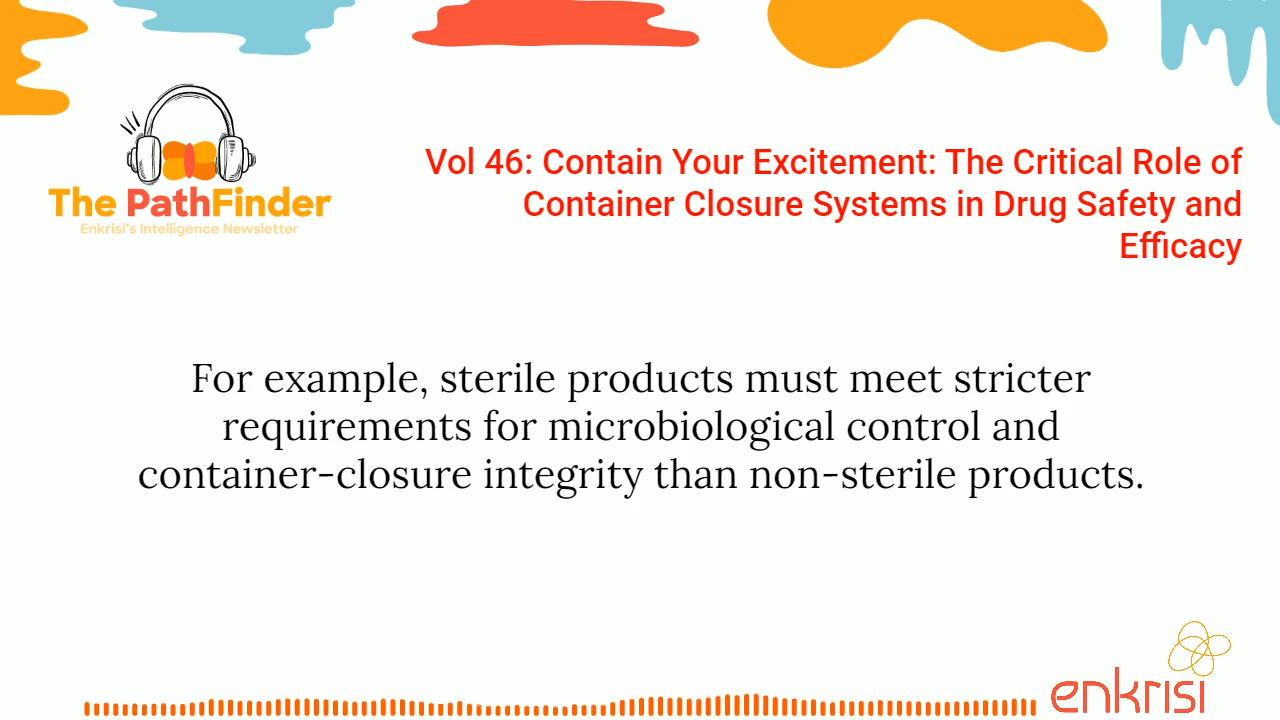 The PathFinder
Enkrisi's Intelligence Newsletter
Vol 46: Contain Your Excitement: The Critical Role of
Container Closure Systems in Drug Safety and
Efficacy
For example, sterile products must meet stricter
requirements for microbiological control and
container-closure integrity than non-sterile products.
enkrisi